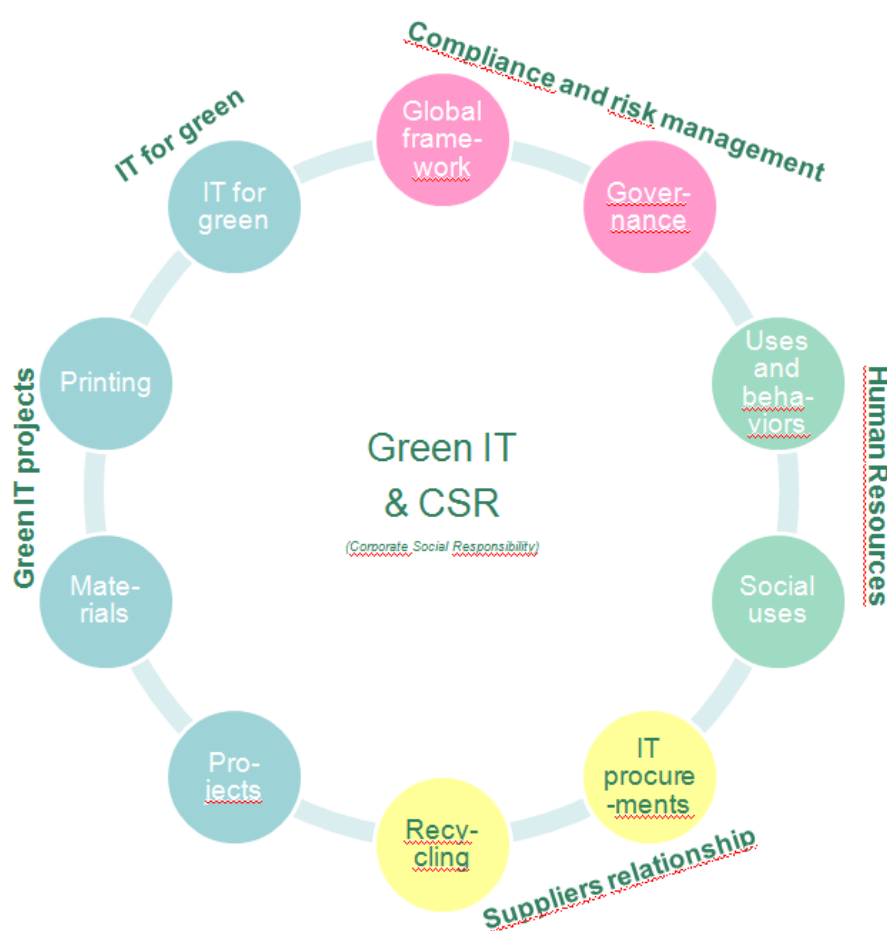 Compliance and risk management
IT for green
Global
frame-
work
IT for
green
Gover-
nance
Printing
Uses
and
beha-
viors
Green IT projects
Human Resources
Green IT
& CSR
(Corporate Social Responsibility)
Mate-
rials
Social
uses
Pro-
jects
IT
procure
-ments
Recy-
cling
Suppliers relationship